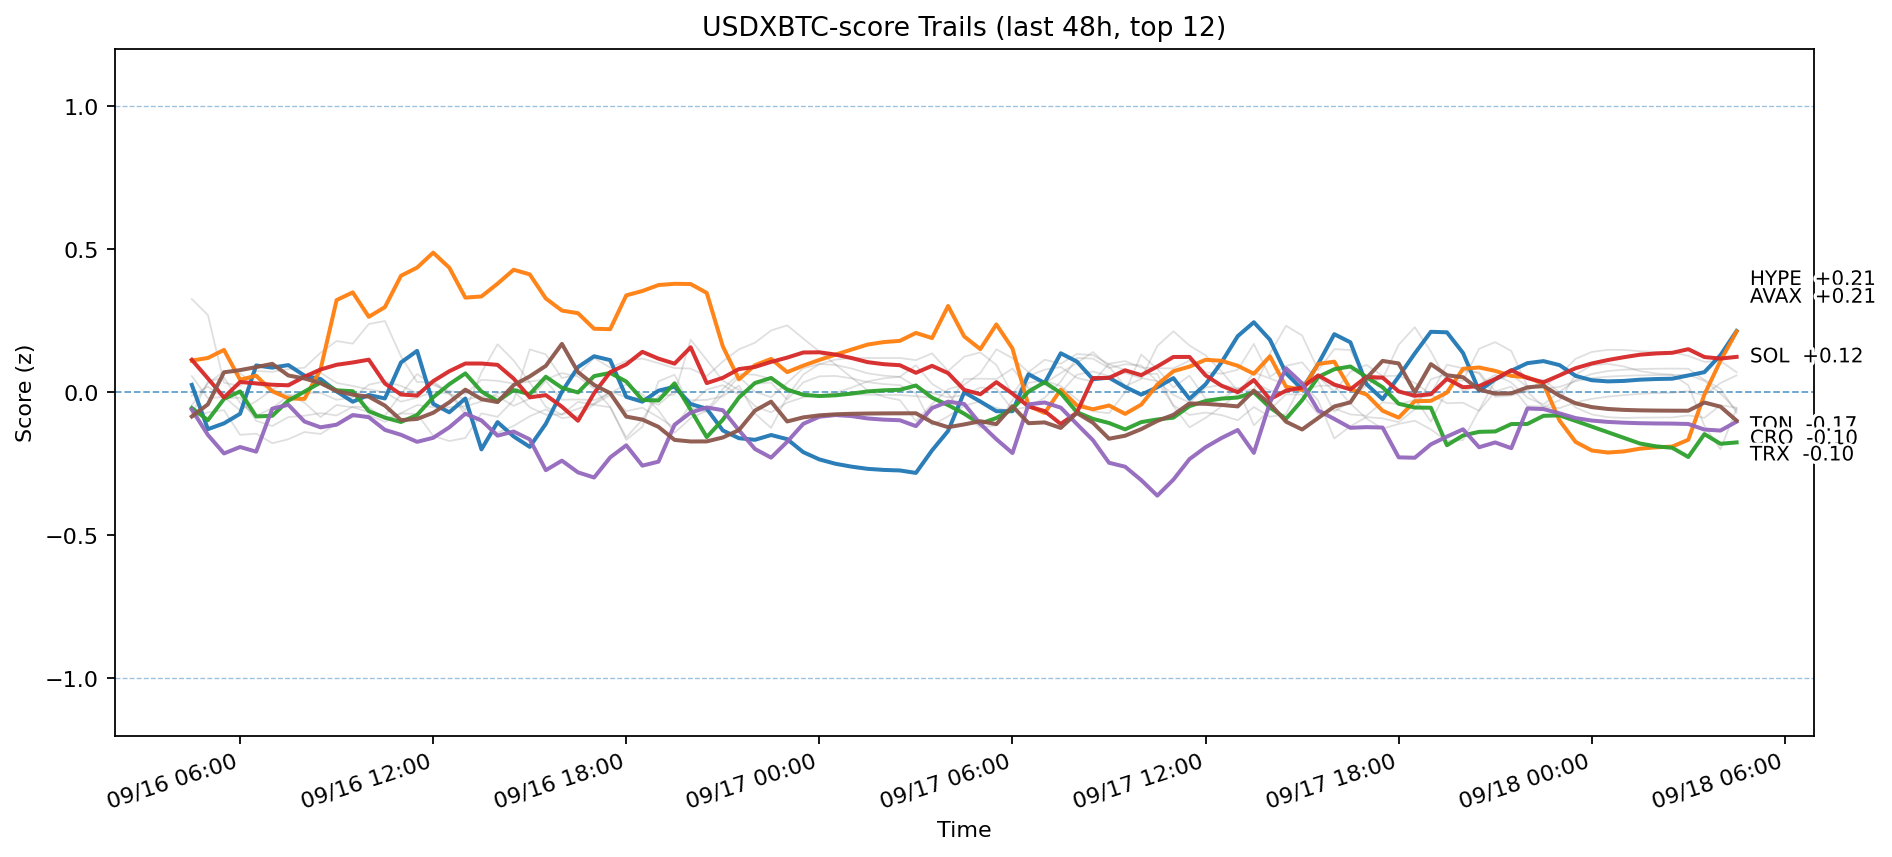 USDXBTC-score Trails (last 48h, top 12)
1.0
0.5
0.0
−0.5
−1.0
Score (z)
HYPE +0.21
AVAX +0.21
SOL +0.12
TON -0.17
CRO -0.10
TRX -0.10
09/16 06:00
09/16 12:00
09/16 18:00
09/17 00:00
09/17 06:00
09/17 12:00
09/17 18:00
09/18 00:00
09/18 06:00
Time